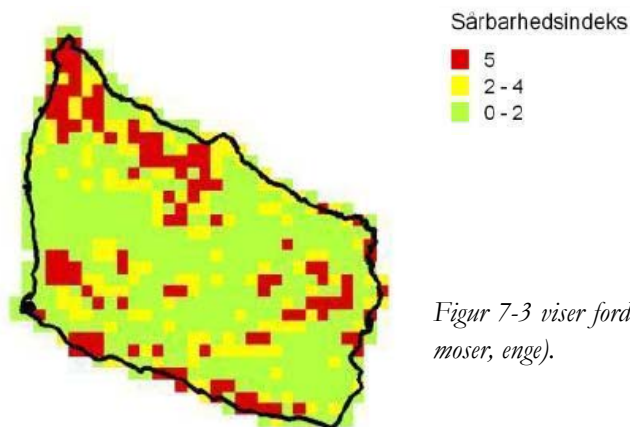 Sårbarhedsindeks
5
2 - 4
0 - 2
Figur 7-3 viser ford
moser, enge).